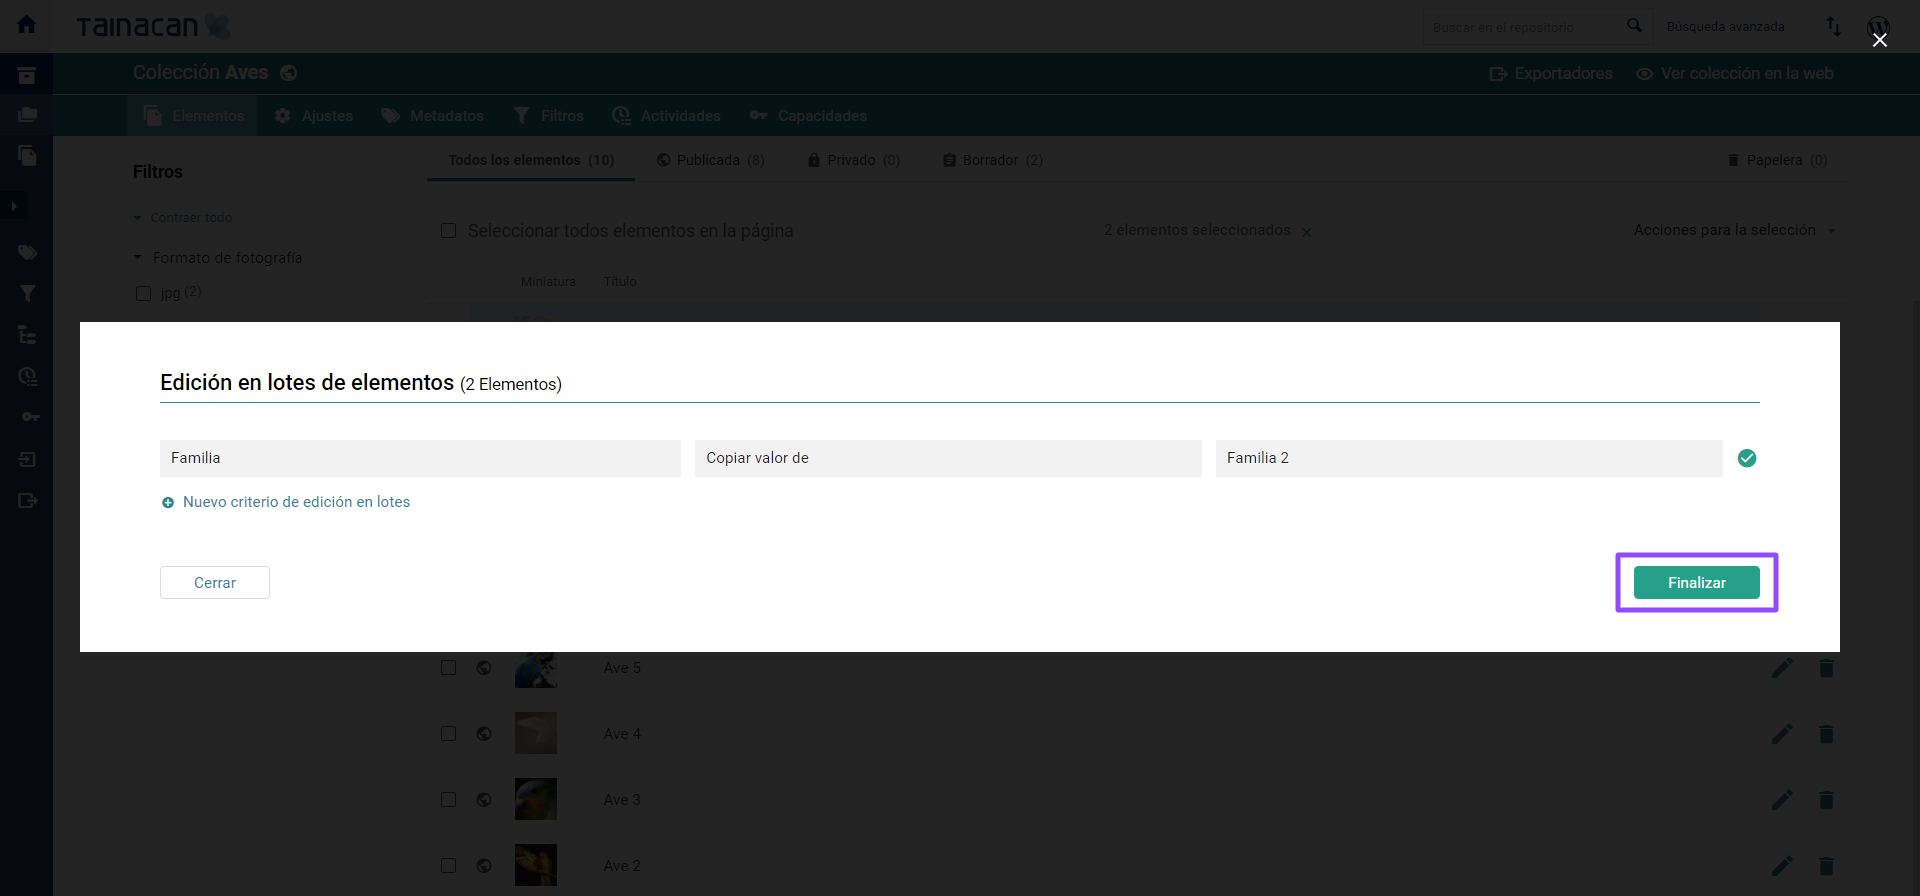 Tainacan
Buscar en el repositorio
Búsqueda avanzada
Colección Aves
Exportadores
Ver colección en la web
Elementos
Ajustes
Metadatos
Filtros
Actividades
Capacidades
Filtros
Todos los elementos (10)
Publicada (8)
Privado (0)
Borrador (2)
Papelera (0)
Contraer todo
Seleccionar todos elementos en la página
2 elementos seleccionados
Acciones para la selección
Formato de fotografía
Miniatura
Título
jpg (2)
Edición en lotes de elementos (2 Elementos)
Familia
Copiar valor de
Familia 2
Nuevo criterio de edición en lotes
Cerrar
Finalizar
Ave 5
Ave 4
Ave 3
Ave 2